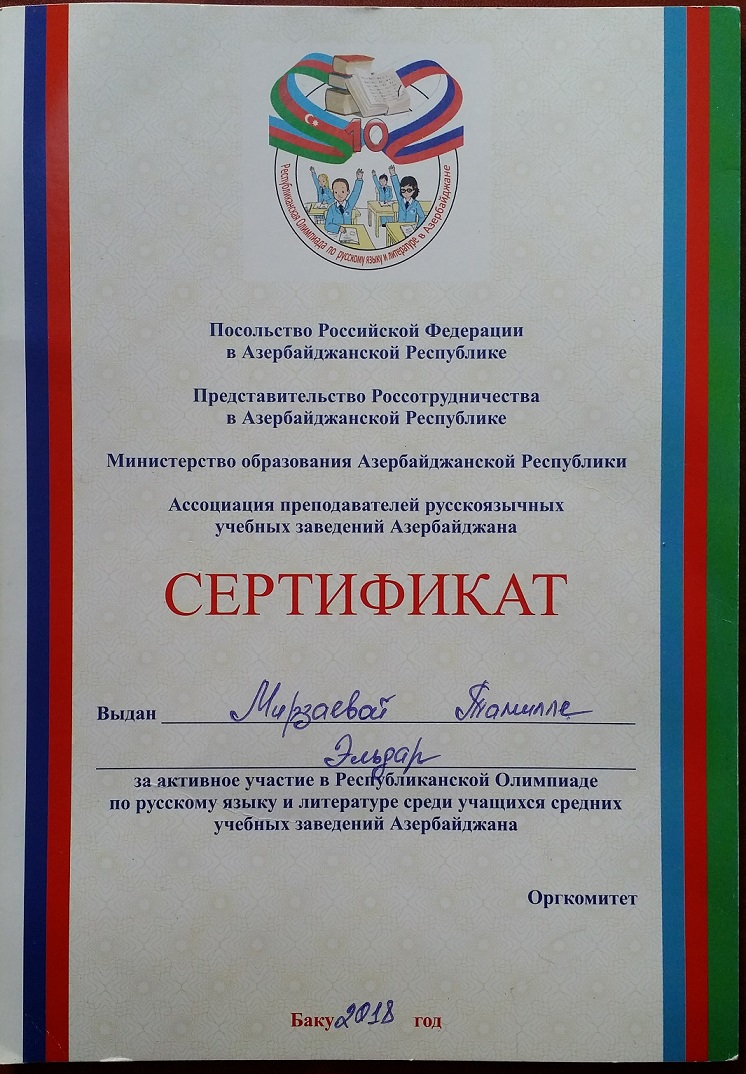 10
Республиканская Олимпиада по русскому языку и литературе в Азербайджане
Посольство Российской Федерации
в Азербайджанской Республике
Представительство Россотрудничества
в Азербайджанской Республике
Министерство образования Азербайджанской Республики
Ассоциация преподавателей русскоязычных
учебных заведений Азербайджана
СЕРТИФИКАТ
Выдан Мирзаевой Тамилле
Эльдар
за активное участие в Республиканской Олимпиаде
по русскому языку и литературе среди учащихся средних
учебных заведений Азербайджана
Оргкомитет
Баку 2018 год